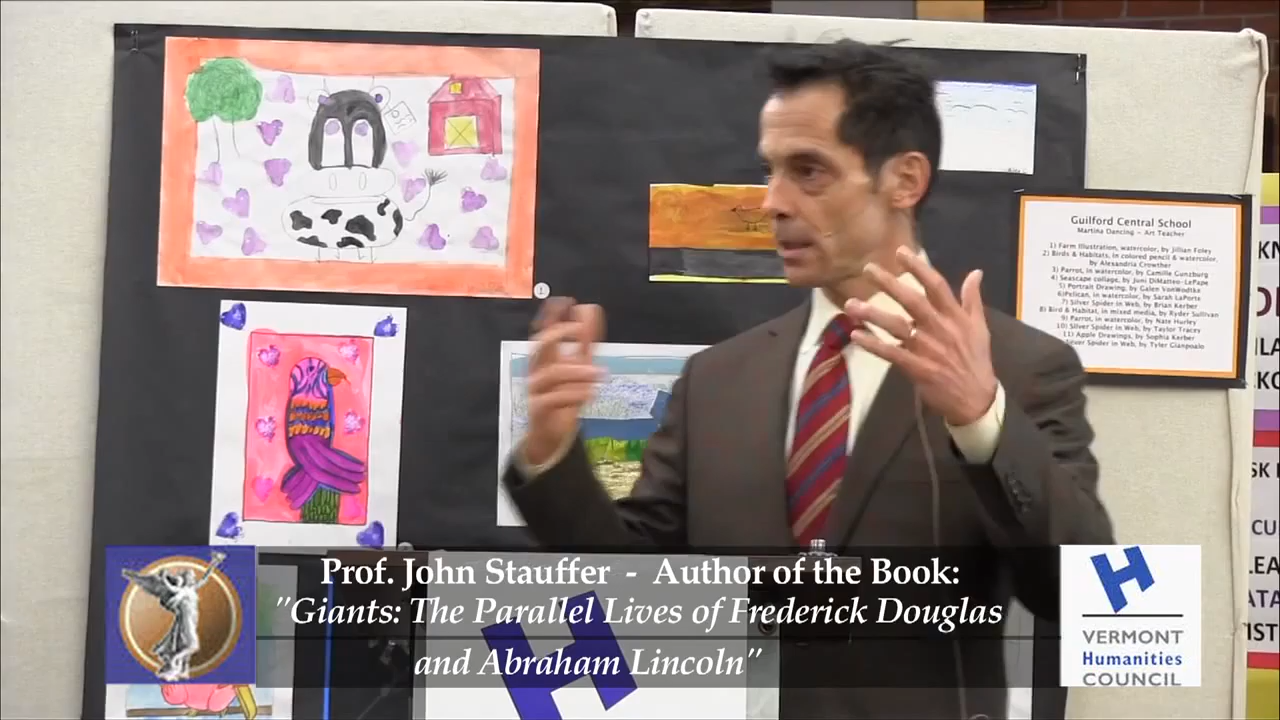 Guilford Central School
Martina Dancing - Art Teacher
1) Farm Illustration, watercolor, by Jillian Foley
2) Birds & Habitats, in colored pencil & watercolor,
by Alexandria Crowther
3) Parrot, in watercolor, by Camille Gunzburg
4) Seascape collage, by Juni DiMatteo-LePape
5) Portrait Drawing, by Galen VonWodtke
6)Pelican, in watercolor, by Sarah LaPorte
7) Silver Spider in Web, by Brian Kerber
8) Bird & Habitat, in mixed media, by Ryder Sullivan
9) Parrot, in watercolor, by Nate Hurley
10) Silver Spider in Web, by Taylor Tracey
11) Apple Drawings, by Sophia Kerber
Silver Spider in Web, by Tyler Gianpoalo
1
Prof. John Stauffer - Author of the Book:
"Giants: The Parallel Lives of Frederick Douglas
and Abraham Lincoln"
H
VERMONT
Humanities
COUNCIL